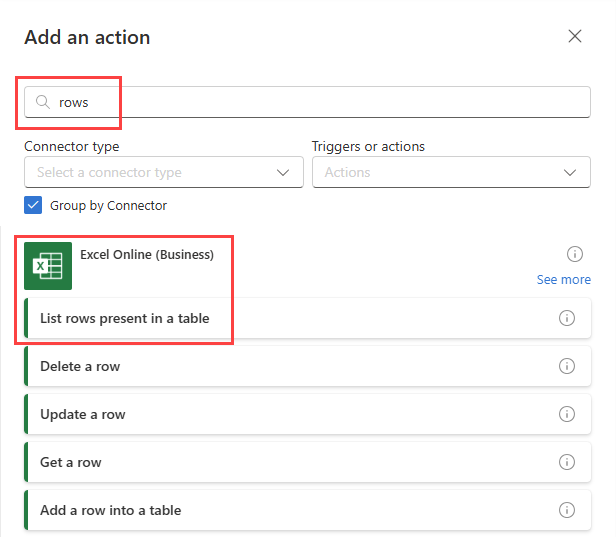 Add an action
rows
Connector type
Triggers or actions
Select a connector type
Actions
Group by Connector
Excel Online (Business)
See more
List rows present in a table
Delete a row
Update a row
Get a row
Add a row into a table